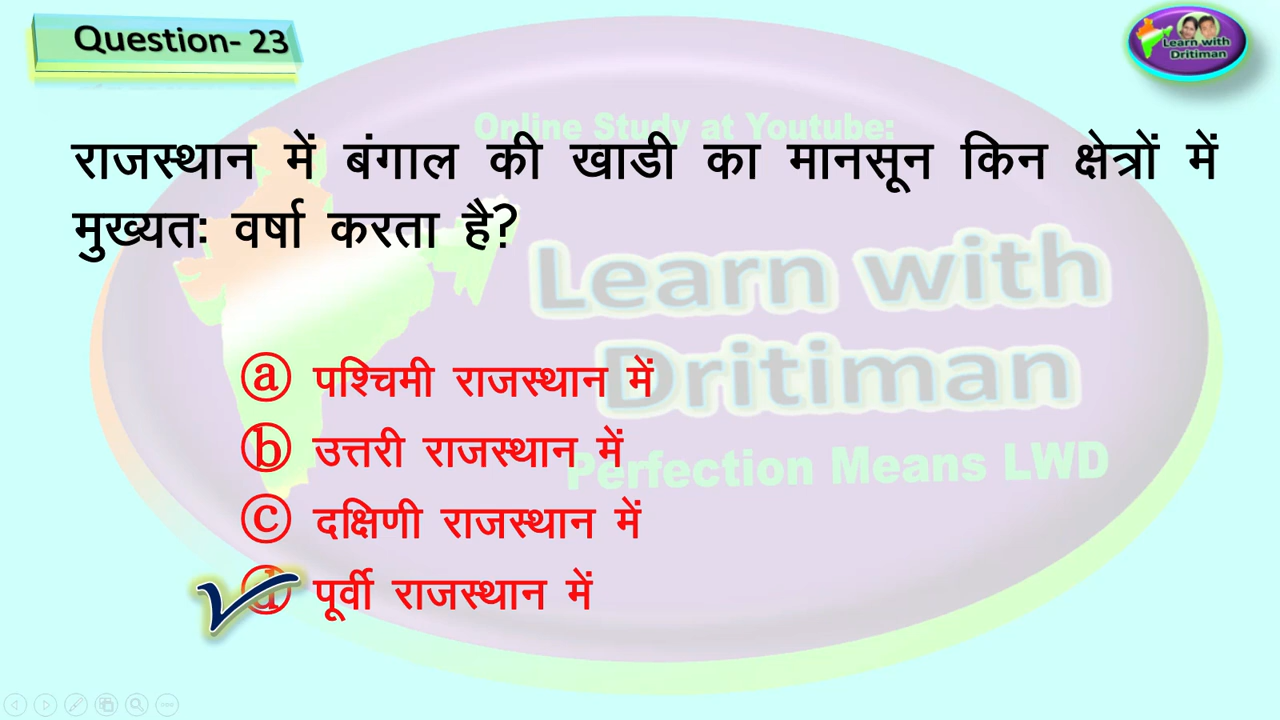 Question- 23
Learn with
Dritiman
Online Study at Youtube:
राजस्थान में बंगाल की खाडी का मानसून किन क्षेत्रों में
मुख्यतः वर्षा करता है?
Learn with
Dritiman
Perfection Means LWD
ⓐ पश्चिमी राजस्थान में
ⓑ उत्तरी राजस्थान में
ⓒ दक्षिणी राजस्थान में
ⓓ पूर्वी राजस्थान में